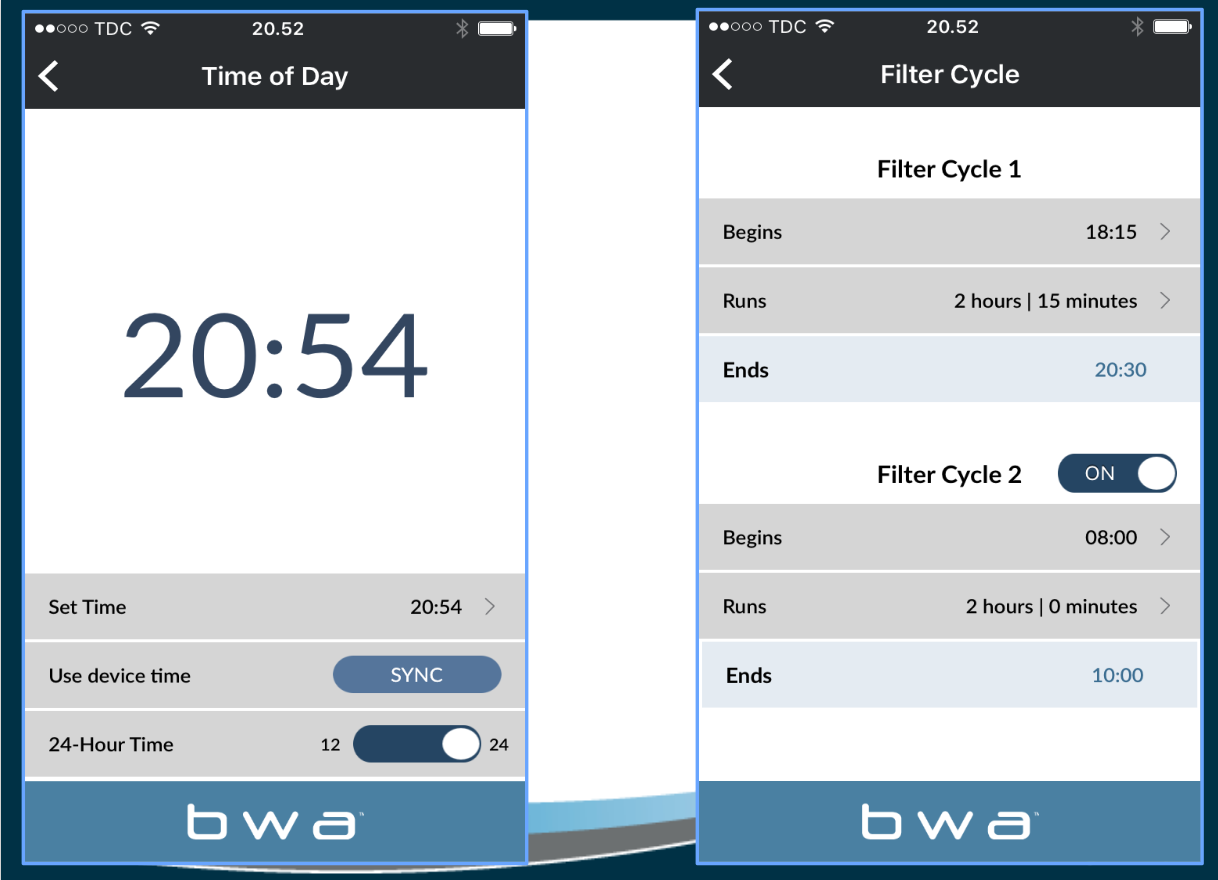 TDC 20.52
Time of Day
20:54
Set Time 20:54
Use device time SYNC
24-Hour Time 12 24
bwa™
TDC 20.52
Filter Cycle
Filter Cycle 1
Begins 18:15
Runs 2 hours | 15 minutes
Ends 20:30
Filter Cycle 2 ON
Begins 08:00
Runs 2 hours | 0 minutes
Ends 10:00
bwa™